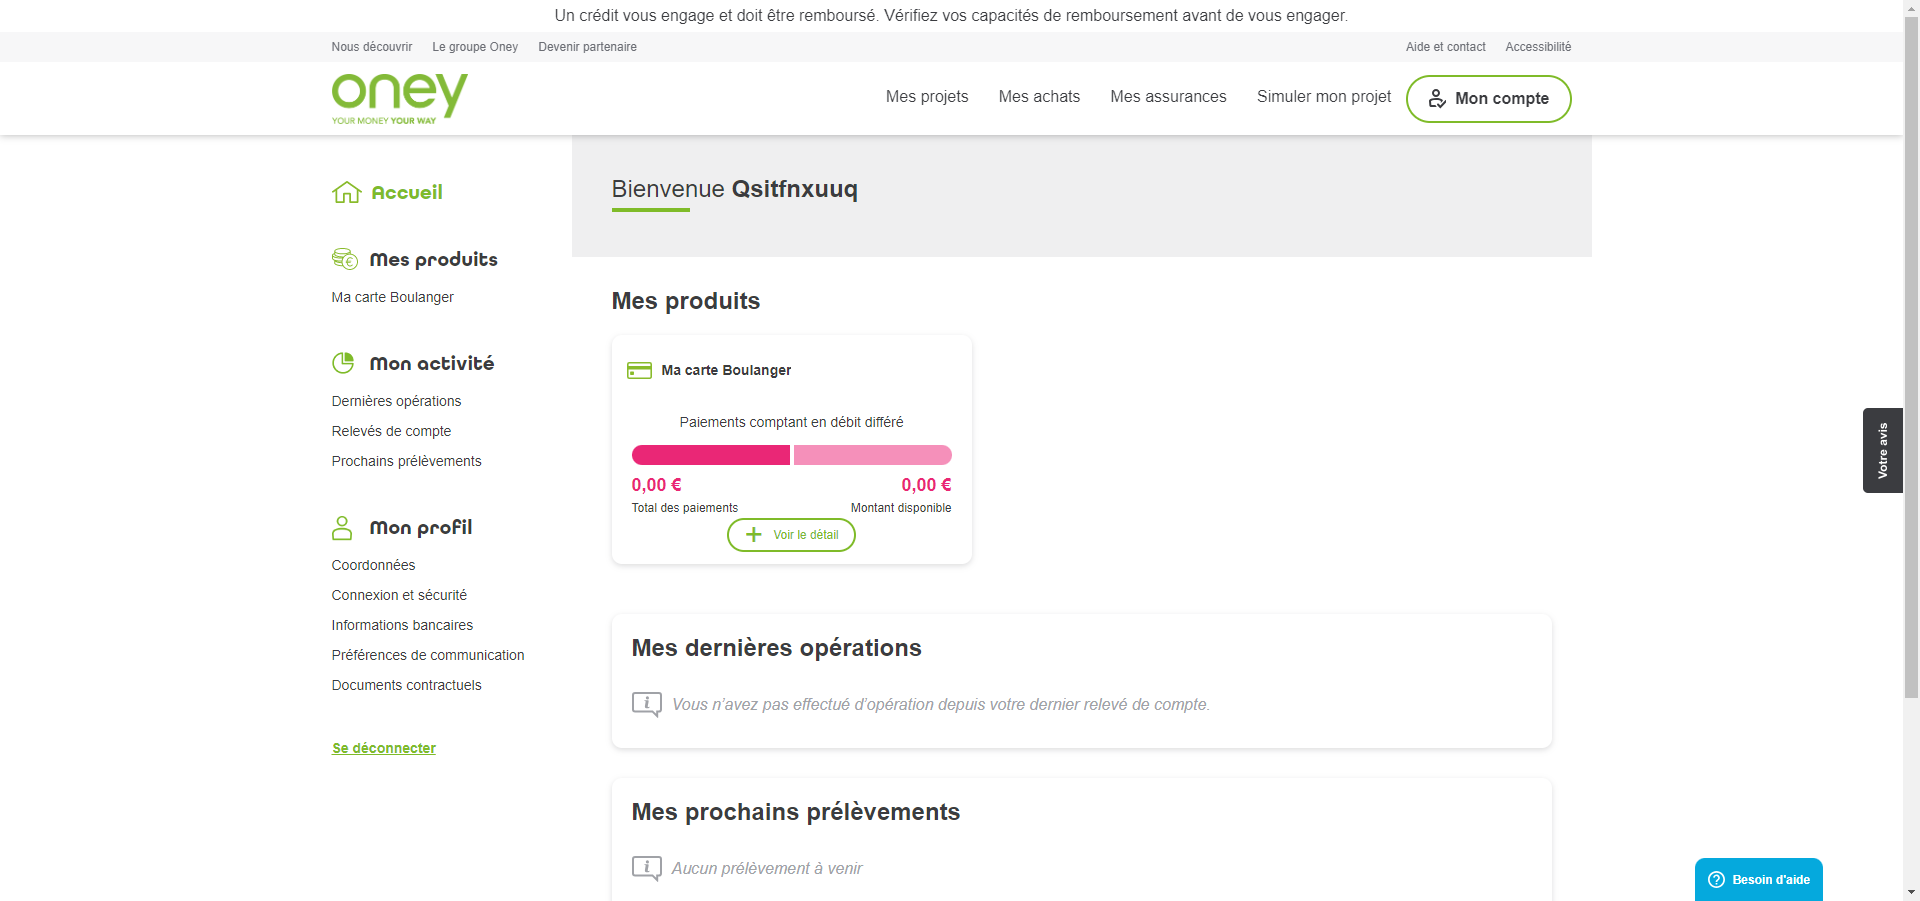 Un crédit vous engage et doit être remboursé. Vérifiez vos capacités de remboursement avant de vous engager.
Nous découvrir Le groupe Oney Devenir partenaire Aide et contact Accessibilité
oney
YOUR MONEY YOUR WAY
Mes projets Mes achats Mes assurances Simuler mon projet Mon compte
Accueil
Mes produits
Ma carte Boulanger
Mon activité
Dernières opérations
Relevés de compte
Prochains prélèvements
Mon profil
Coordonnées
Connexion et sécurité
Informations bancaires
Préférences de communication
Documents contractuels
Se déconnecter
Bienvenue Qsitfnxuuq
Mes produits
Ma carte Boulanger
Paiements comptant en débit différé
0,00 € 0,00 €
Total des paiements Montant disponible
Voir le détail
Mes dernières opérations
Vous n’avez pas effectué d’opération depuis votre dernier relevé de compte.
Mes prochains prélèvements
Aucun prélèvement à venir
Votre avis
Besoin d'aide